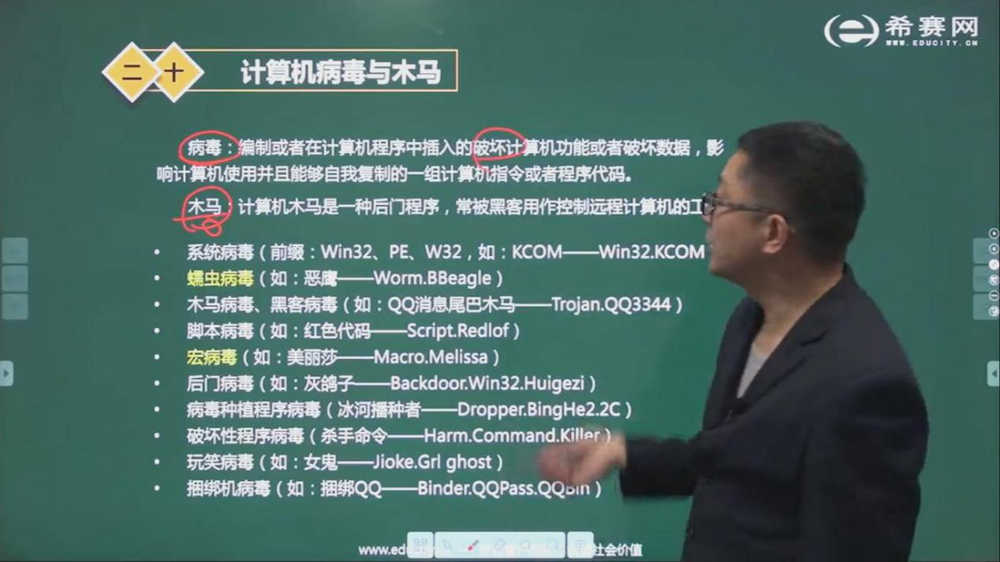 希赛网
WWW.EDUCITY.CN
二十 计算机病毒与木马
病毒：编制或者在计算机程序中插入的破坏计算机功能或者破坏数据，影
响计算机使用并且能够自我复制的一组计算机指令或者程序代码。
木马：计算机木马是一种后门程序，常被黑客用作控制远程计算机的工
• 系统病毒（前缀：Win32、PE、W32，如：KCOM——Win32.KCOM
• 蠕虫病毒（如：恶鹰——Worm.BBeagle）
• 木马病毒、黑客病毒（如：QQ消息尾巴木马——Trojan.QQ3344）
• 脚本病毒（如：红色代码——Script.Redlof）
• 宏病毒（如：美丽莎——Macro.Melissa）
• 后门病毒（如：灰鸽子——Backdoor.Win32.Huigezi）
• 病毒种植程序病毒（冰河播种者——Dropper.BingHe2.2C）
• 破坏性程序病毒（杀手命令——Harm.Command.Killer）
• 玩笑病毒（如：女鬼——Jioke.Grl ghost）
• 捆绑机病毒（如：捆绑QQ——Binder.QQPass.QQBin）
社会价值